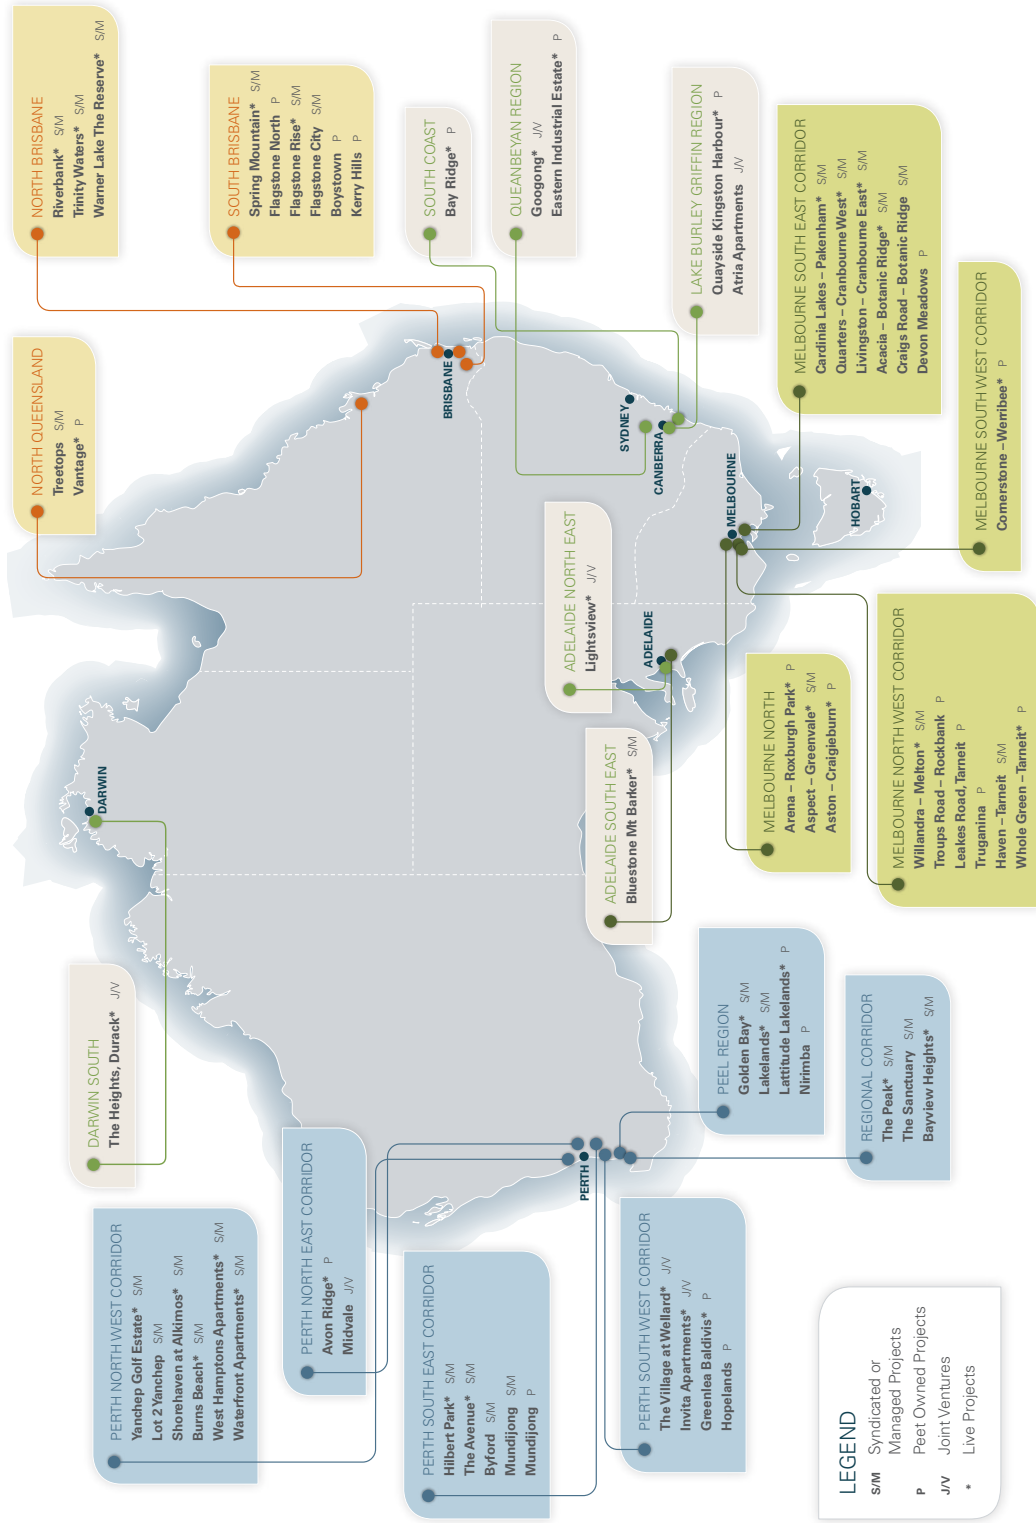 PERTH NORTH WEST CORRIDOR
Yanchep Golf Estate* S/M
Lot 2 Yanchep S/M
Shorehaven at Alkimos* S/M
Burns Beach* S/M
West Hamptons Apartments* S/M
Waterfront Apartments* S/M
PERTH NORTH EAST CORRIDOR
Avon Ridge* P
Midvale J/V
PERTH SOUTH EAST CORRIDOR
Hilbert Park* S/M
The Avenue* S/M
Byford S/M
Mundijong S/M
Mundijong P
PERTH SOUTH WEST CORRIDOR
The Village at Wellard* J/V
Invita Apartments* J/V
Greenlea Baldivis* P
Hopelands P
LEGEND
S/M Syndicated or
Managed Projects
P Peet Owned Projects
J/V Joint Ventures
* Live Projects
DARWIN SOUTH
The Heights, Durack* J/V
PEEL REGION
Golden Bay* S/M
Lakelands* S/M
Lattitude Lakelands* P
Nirimba P
REGIONAL CORRIDOR
The Peak* S/M
The Sanctuary S/M
Bayview Heights* S/M
PERTH
DARWIN
ADELAIDE SOUTH EAST
Bluestone Mt Barker* S/M
ADELAIDE NORTH EAST
Lightsview* J/V
ADELAIDE
MELBOURNE NORTH
Arena – Roxburgh Park* P
Aspect – Greenvale* S/M
Aston – Craigieburn* P
MELBOURNE NORTH WEST CORRIDOR
Willandra – Melton* S/M
Troups Road – Rockbank P
Leakes Road, Tarneit P
Truganina P
Haven – Tarneit S/M
Whole Green – Tarneit* P
NORTH QUEENSLAND
Treetops S/M
Vantage* P
BRISBANE
SYDNEY
CANBERRA
MELBOURNE
HOBART
NORTH BRISBANE
Riverbank* S/M
Trinity Waters* S/M
Warner Lake The Reserve* S/M
SOUTH BRISBANE
Spring Mountain* S/M
Flagstone North P
Flagstone Rise* S/M
Flagstone City S/M
Boystown P
Kerry Hills P
SOUTH COAST
Bay Ridge* P
QUEANBEYAN REGION
Googong* J/V
Eastern Industrial Estate* P
LAKE BURLEY GRIFFIN REGION
Quayside Kingston Harbour* P
Atria Apartments J/V
MELBOURNE SOUTH EAST CORRIDOR
Cardinia Lakes – Pakenham* S/M
Quarters – Cranbourne West* S/M
Livingston – Cranbourne East* S/M
Acacia – Botanic Ridge* S/M
Craigs Road – Botanic Ridge S/M
Devon Meadows P
MELBOURNE SOUTH WEST CORRIDOR
Cornerstone – Werribee* P